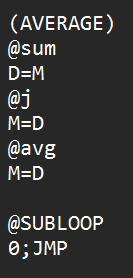 (AVERAGE)
@sum
D=M
@j
M=D
@avg
M=D

@SUBLOOP
0;JMP